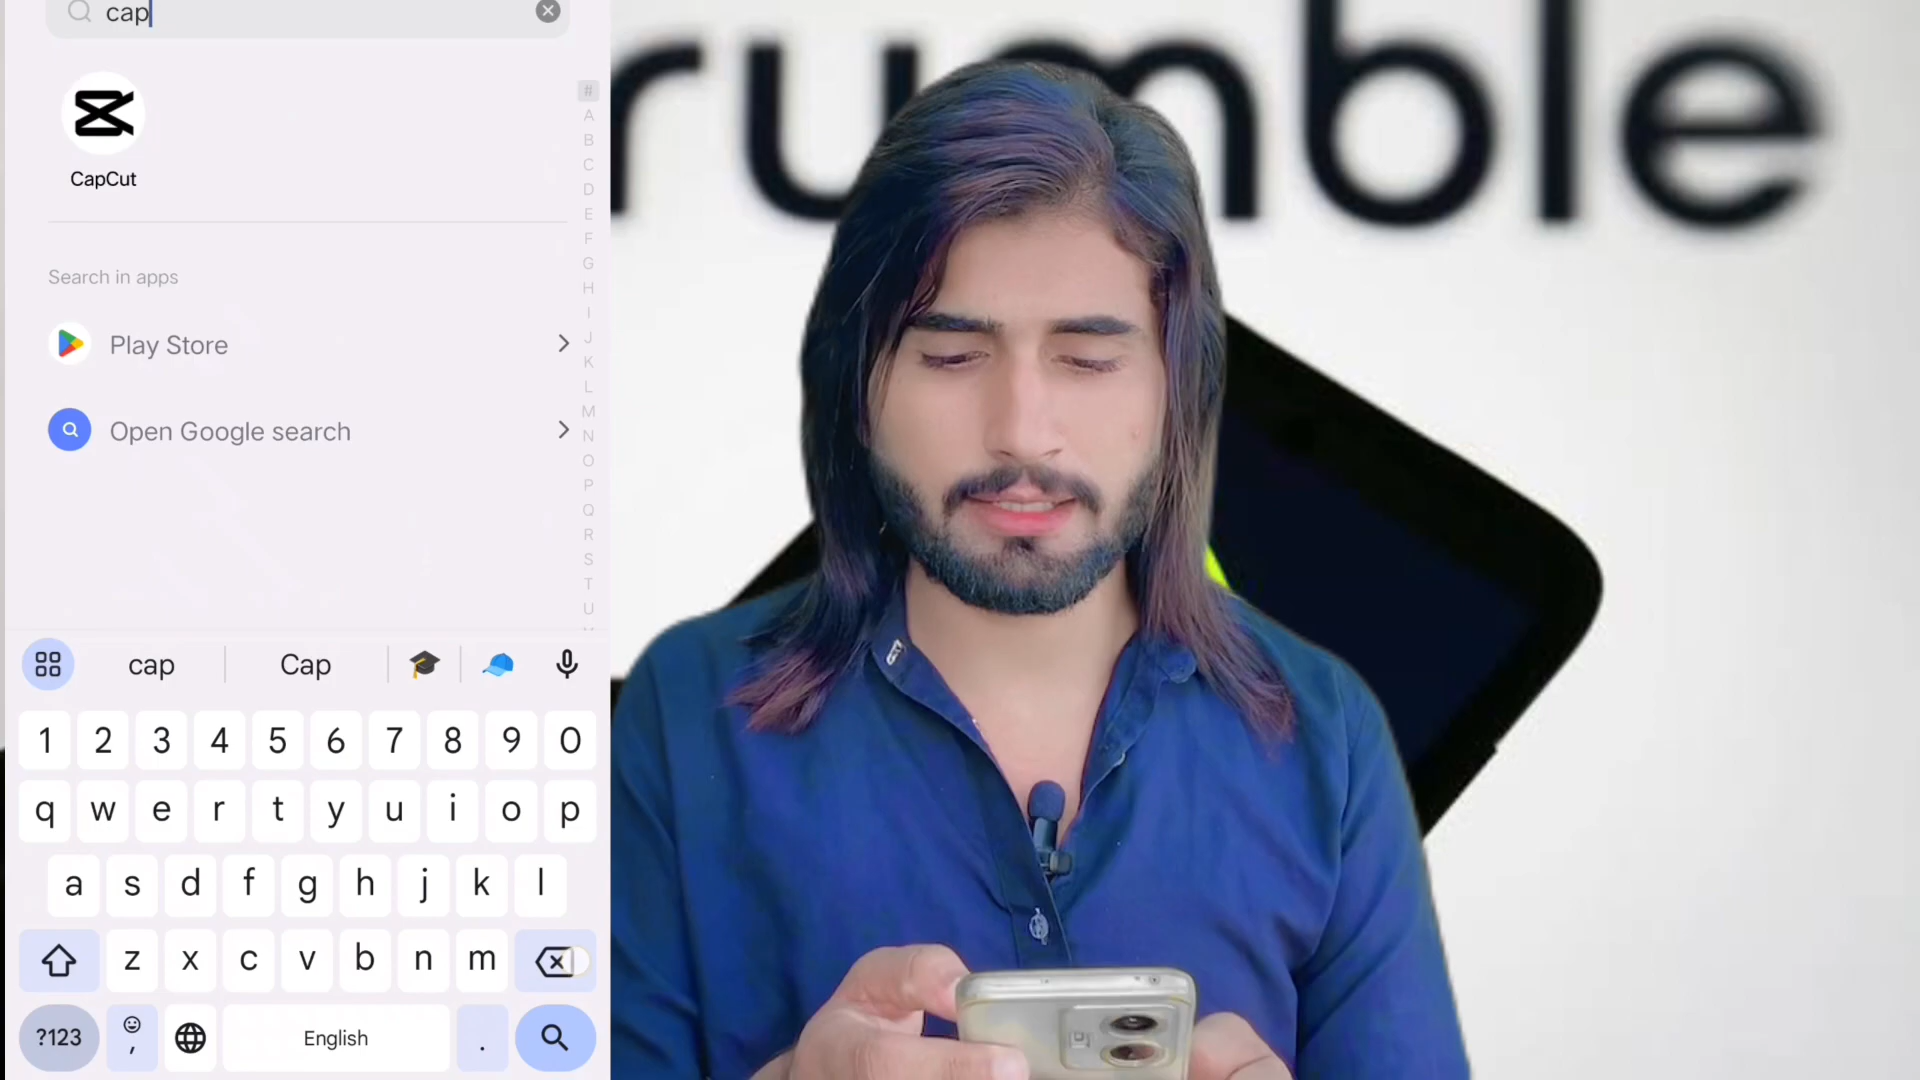 cap
CapCut
Search in apps
Play Store
Open Google search
#
A
B
C
D
E
F
G
H
I
J
K
L
M
N
O
P
Q
R
S
T
U
cap Cap
1 2 3 4 5 6 7 8 9 0
q w e r t y u i o p
a s d f g h j k l
z x c v b n m
?123 , English .
rumble